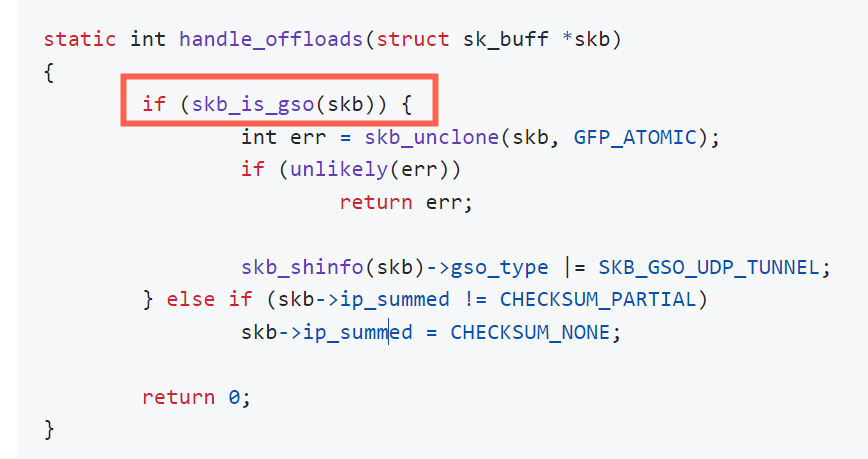 static int handle_offloads(struct sk_buff *skb)
{
        if (skb_is_gso(skb)) {
                int err = skb_unclone(skb, GFP_ATOMIC);
                if (unlikely(err))
                        return err;

                skb_shinfo(skb)->gso_type |= SKB_GSO_UDP_TUNNEL;
        } else if (skb->ip_summed != CHECKSUM_PARTIAL)
                skb->ip_summed = CHECKSUM_NONE;

        return 0;
}